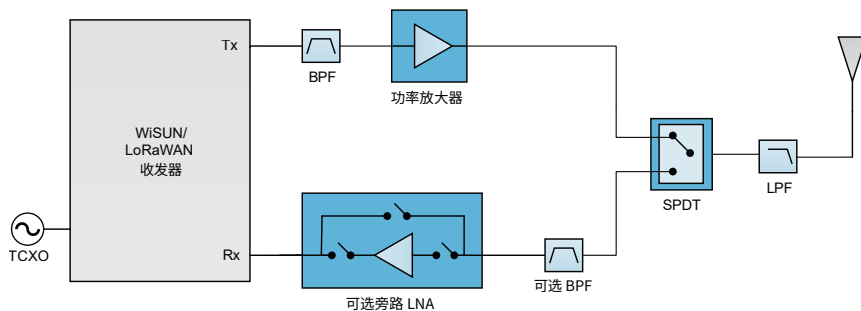 Tx
BPF
功率放大器
WiSUN/
LoRaWAN
收发器
SPDT
LPF
TCXO
Rx
可选旁路 LNA
可选 BPF